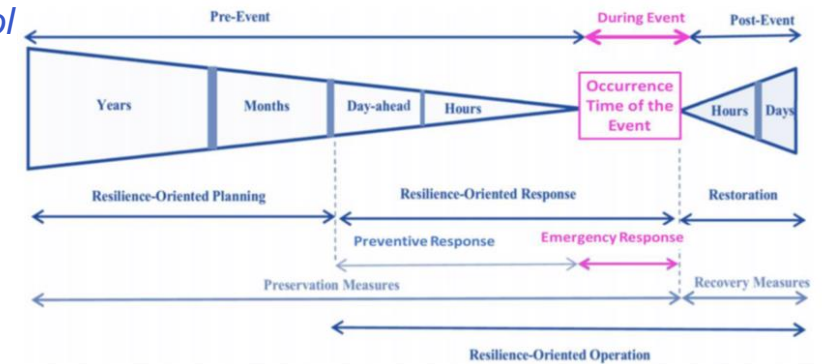 ol
Pre-Event
During Event
Post-Event
Years
Months
Day-ahead
Hours
Occurrence
Time of the
Event
Hours
Days
Resilience-Oriented Planning
Resilience-Oriented Response
Restoration
Preventive Response
Emergency Response
Preservation Measures
Recovery Measures
Resilience-Oriented Operation